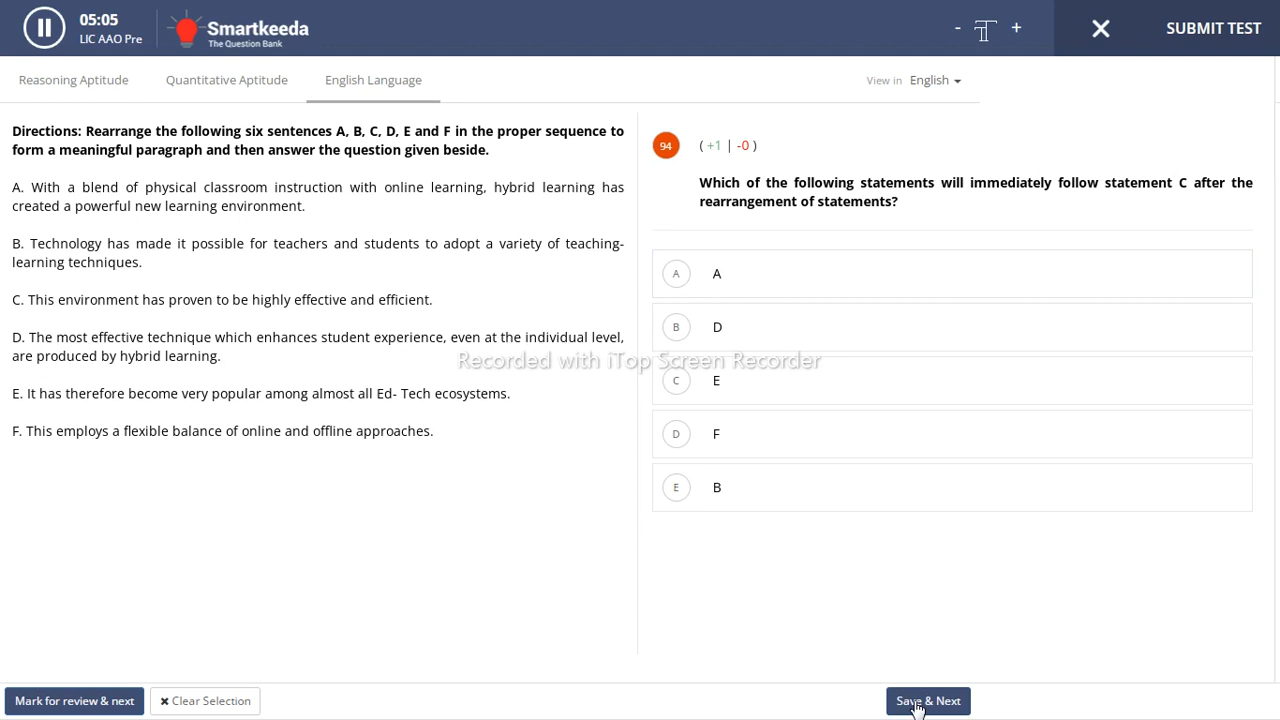 05:05
LIC AAO Pre
Smartkeeda
The Question Bank
- T +
SUBMIT TEST
Reasoning Aptitude
Quantitative Aptitude
English Language
View in English
Directions: Rearrange the following six sentences A, B, C, D, E and F in the proper sequence to
form a meaningful paragraph and then answer the question given beside.
A. With a blend of physical classroom instruction with online learning, hybrid learning has
created a powerful new learning environment.
B. Technology has made it possible for teachers and students to adopt a variety of teaching-
learning techniques.
C. This environment has proven to be highly effective and efficient.
D. The most effective technique which enhances student experience, even at the individual level,
are produced by hybrid learning.
E. It has therefore become very popular among almost all Ed- Tech ecosystems.
F. This employs a flexible balance of online and offline approaches.
94 ( +1 | -0 )
Which of the following statements will immediately follow statement C after the
rearrangement of statements?
A A
B D
C E
D F
E B
Recorded with iTop Screen Recorder
Mark for review & next
Clear Selection
Save & Next